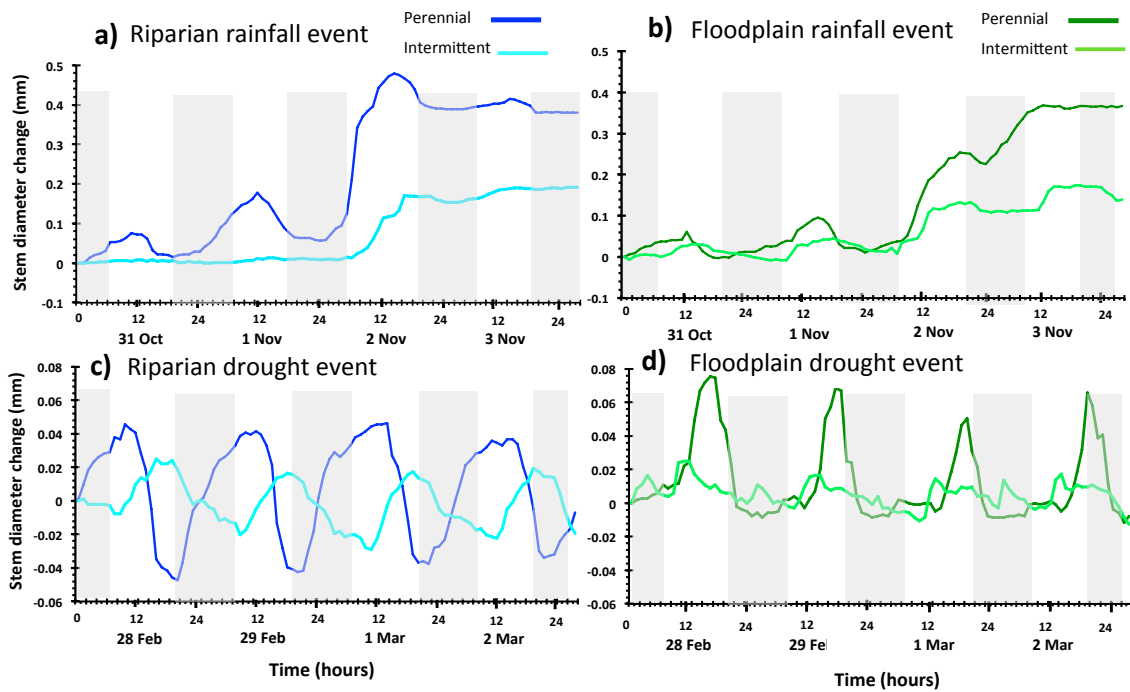 a) Riparian rainfall event
Perennial
Intermittent
b) Floodplain rainfall event
Perennial
Intermittent
Stem diameter change (mm)
0.5
0.4
0.3
0.2
0.1
0
-0.1
0 12 24 12 24 12 24 12 24
31 Oct 1 Nov 2 Nov 3 Nov
0.5
0.4
0.3
0.2
0.1
0
-0.1
0 12 24 12 24 12 24 12 24
31 Oct 1 Nov 2 Nov 3 Nov
c) Riparian drought event
Stem diameter change (mm)
0.08
0.06
0.04
0.02
0
-0.02
-0.04
-0.06
0 12 24 12 24 12 24 12 24
28 Feb 29 Feb 1 Mar 2 Mar
Time (hours)
d) Floodplain drought event
0.08
0.06
0.04
0.02
0
-0.02
-0.04
-0.06
0 12 24 12 24 12 24 12 24
28 Feb 29 Fel 1 Mar 2 Mar
Time (hours)